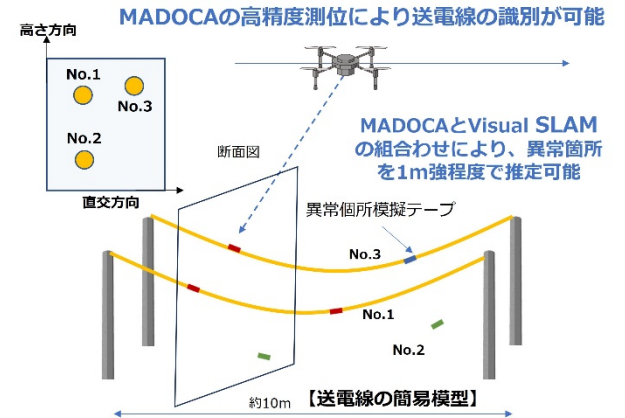 MADOCAの高精度測位により送電線の識別が可能
高さ方向
No.1
No.3
No.2
直交方向
断面図
MADOCAとVisual SLAM
の組合わせにより、異常箇所
を1m強程度で推定可能
異常個所模擬テープ
No.3
No.1
No.2
約10m
【送電線の簡易模型】